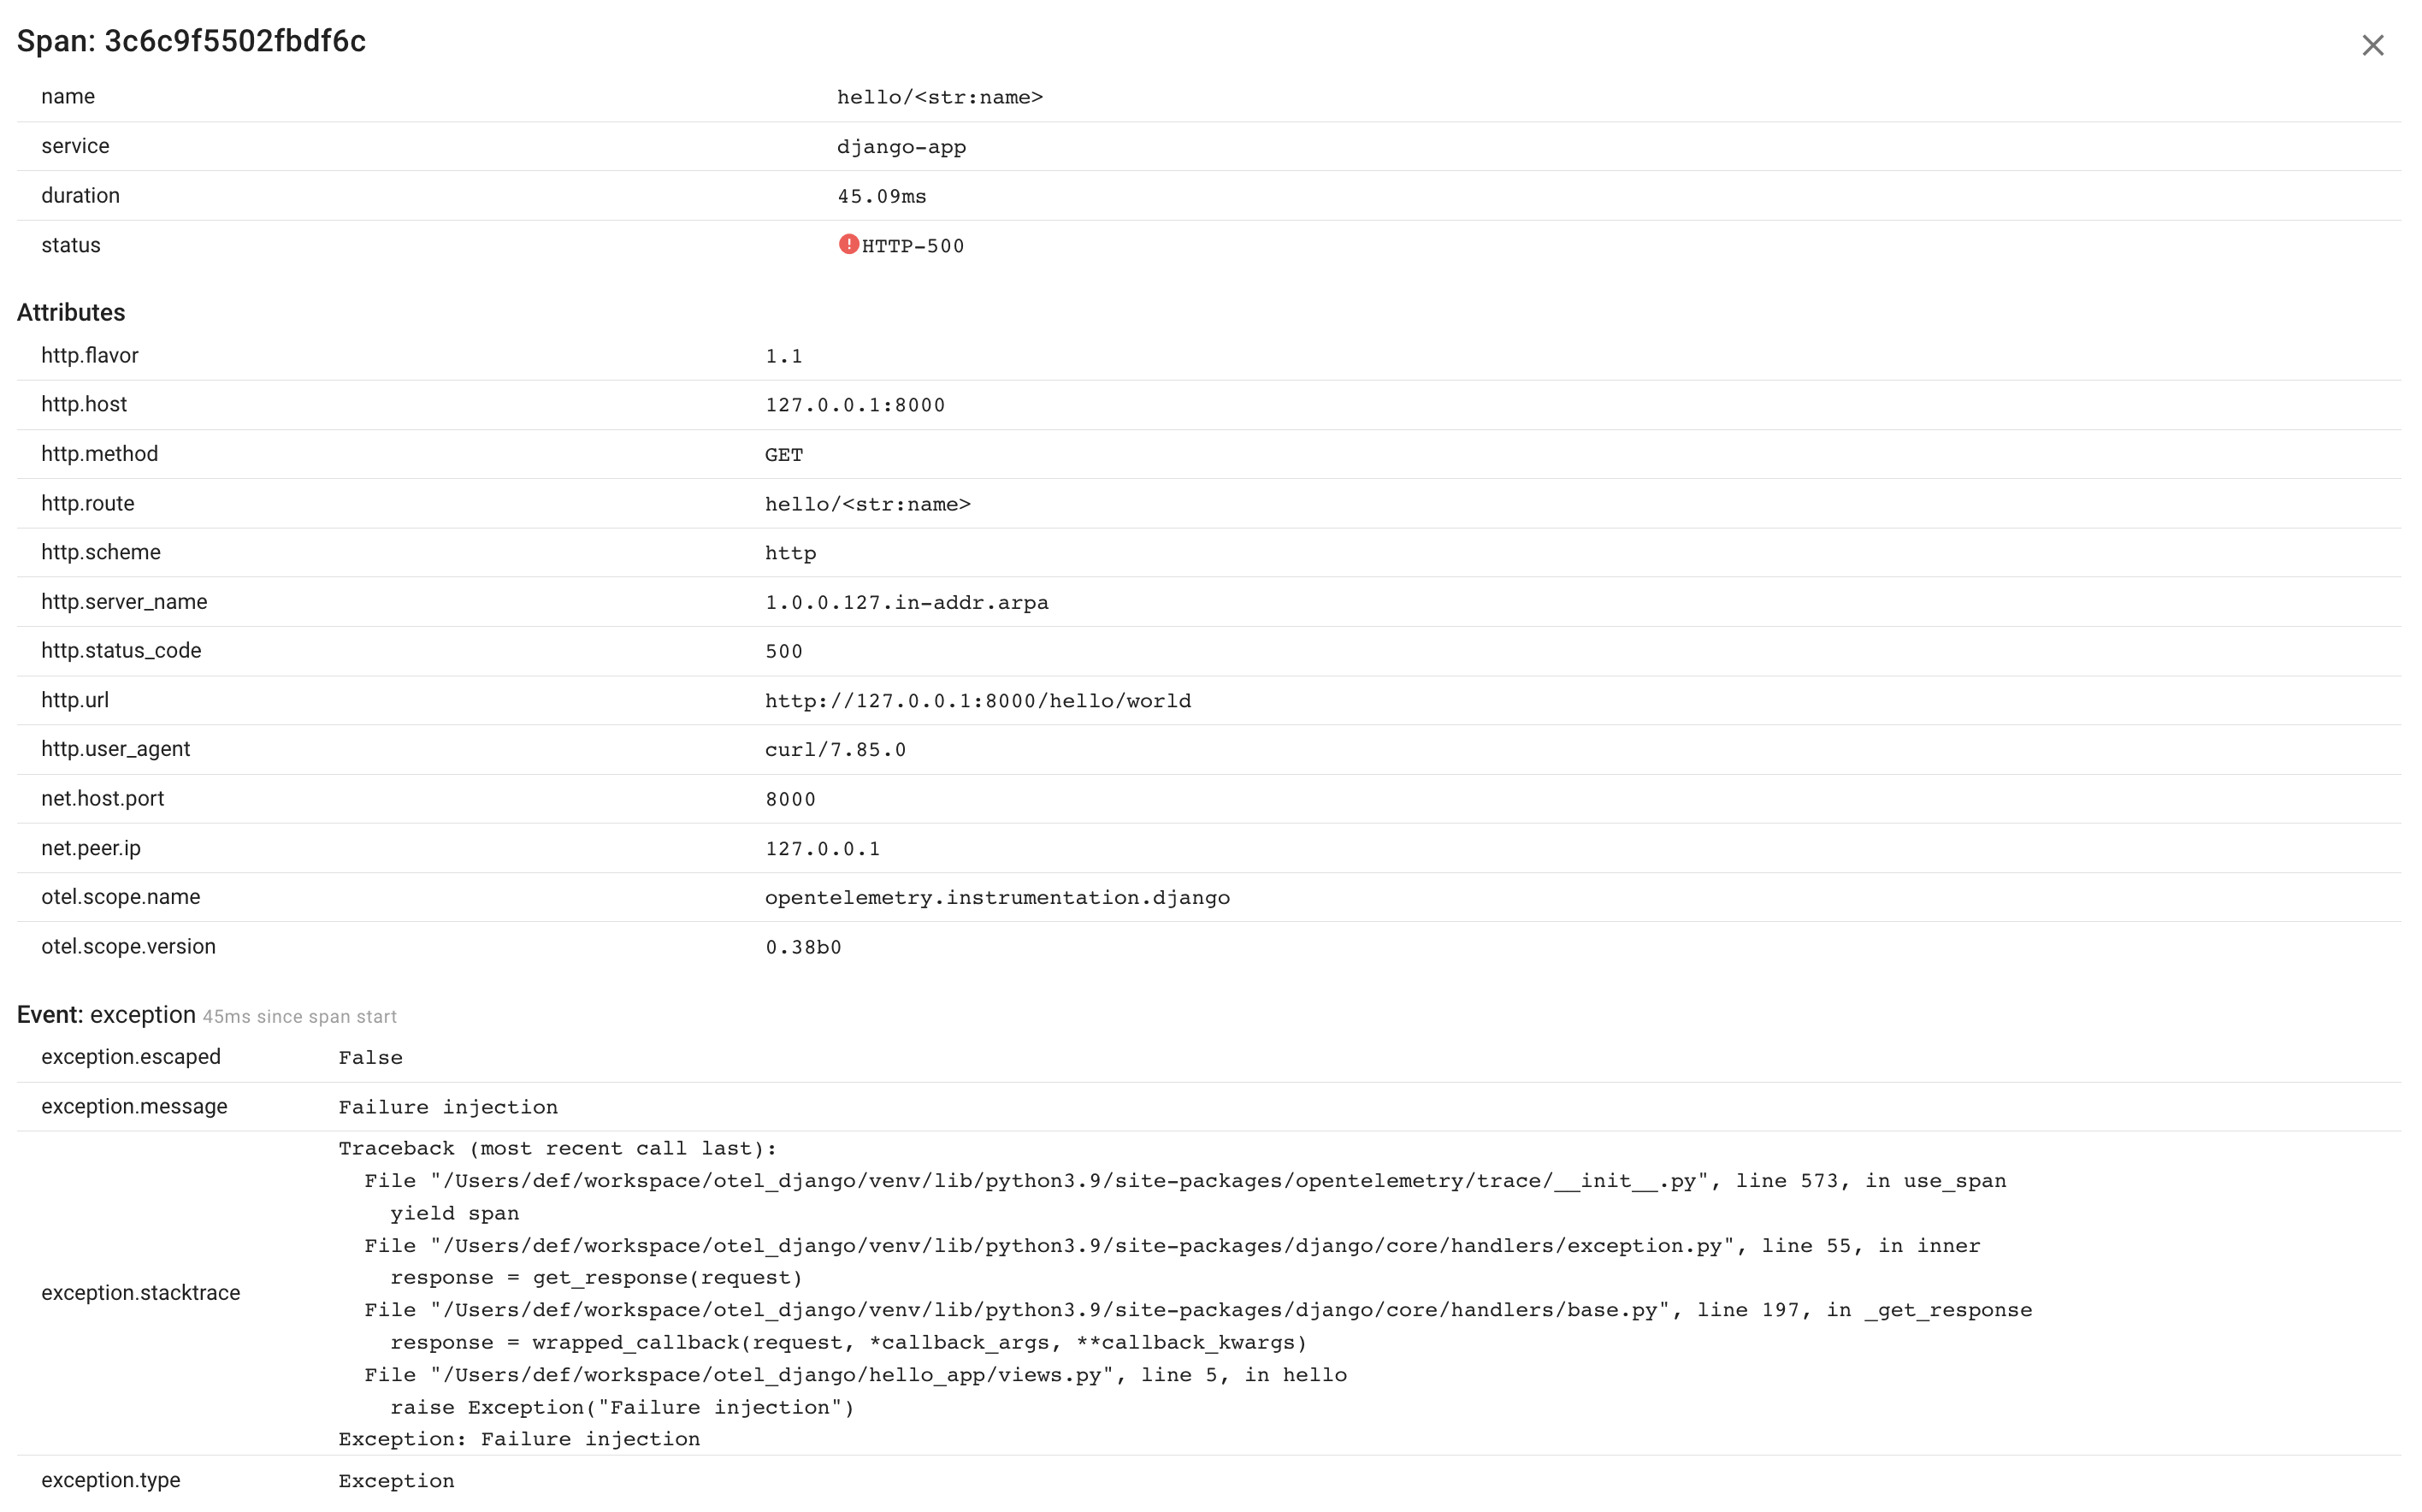 Span: 3c6c9f5502fbdf6c
name hello/<str:name>
service django-app
duration 45.09ms
status HTTP-500
Attributes
http.flavor 1.1
http.host 127.0.0.1:8000
http.method GET
http.route hello/<str:name>
http.scheme http
http.server_name 1.0.0.127.in-addr.arpa
http.status_code 500
http.url http://127.0.0.1:8000/hello/world
http.user_agent curl/7.85.0
net.host.port 8000
net.peer.ip 127.0.0.1
otel.scope.name opentelemetry.instrumentation.django
otel.scope.version 0.38b0
Event: exception 45ms since span start
exception.escaped False
exception.message Failure injection
exception.stacktrace
Traceback (most recent call last):
  File "/Users/def/workspace/otel_django/venv/lib/python3.9/site-packages/opentelemetry/trace/__init__.py", line 573, in use_span
    yield span
  File "/Users/def/workspace/otel_django/venv/lib/python3.9/site-packages/django/core/handlers/exception.py", line 55, in inner
    response = get_response(request)
  File "/Users/def/workspace/otel_django/venv/lib/python3.9/site-packages/django/core/handlers/base.py", line 197, in _get_response
    response = wrapped_callback(request, *callback_args, **callback_kwargs)
  File "/Users/def/workspace/otel_django/hello_app/views.py", line 5, in hello
    raise Exception("Failure injection")
Exception: Failure injection
exception.type Exception